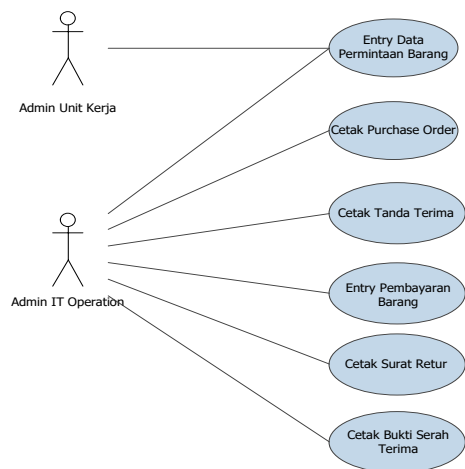 Entry Data
Permintaan Barang
Admin Unit Kerja
Cetak Purchase Order
Cetak Tanda Terima
Admin IT Operation
Entry Pembayaran
Barang
Cetak Surat Retur
Cetak Bukti Serah
Terima